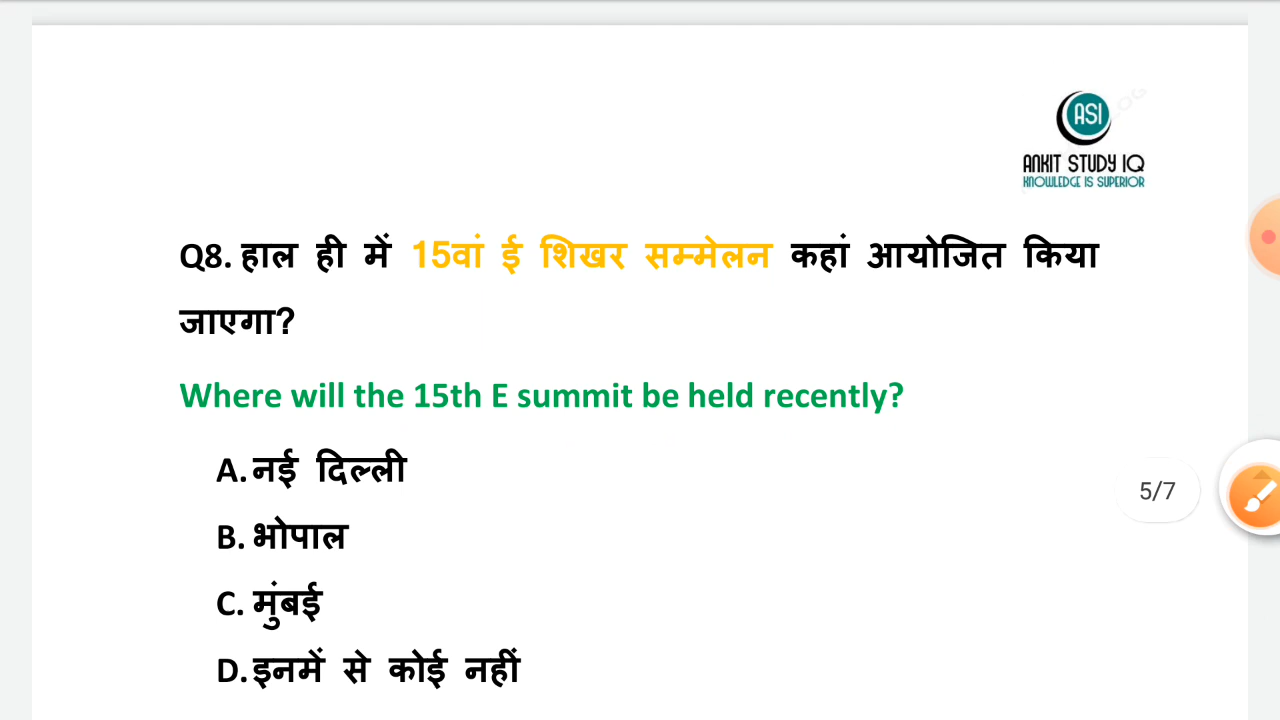 ASI
ANKIT STUDY IQ
KNOWLEDGE IS SUPERIOR
Q8. हाल ही में 15वां ई शिखर सम्मेलन कहां आयोजित किया
जाएगा?
Where will the 15th E summit be held recently?
A. नई दिल्ली
B. भोपाल
C. मुंबई
D. इनमें से कोई नहीं
5/7